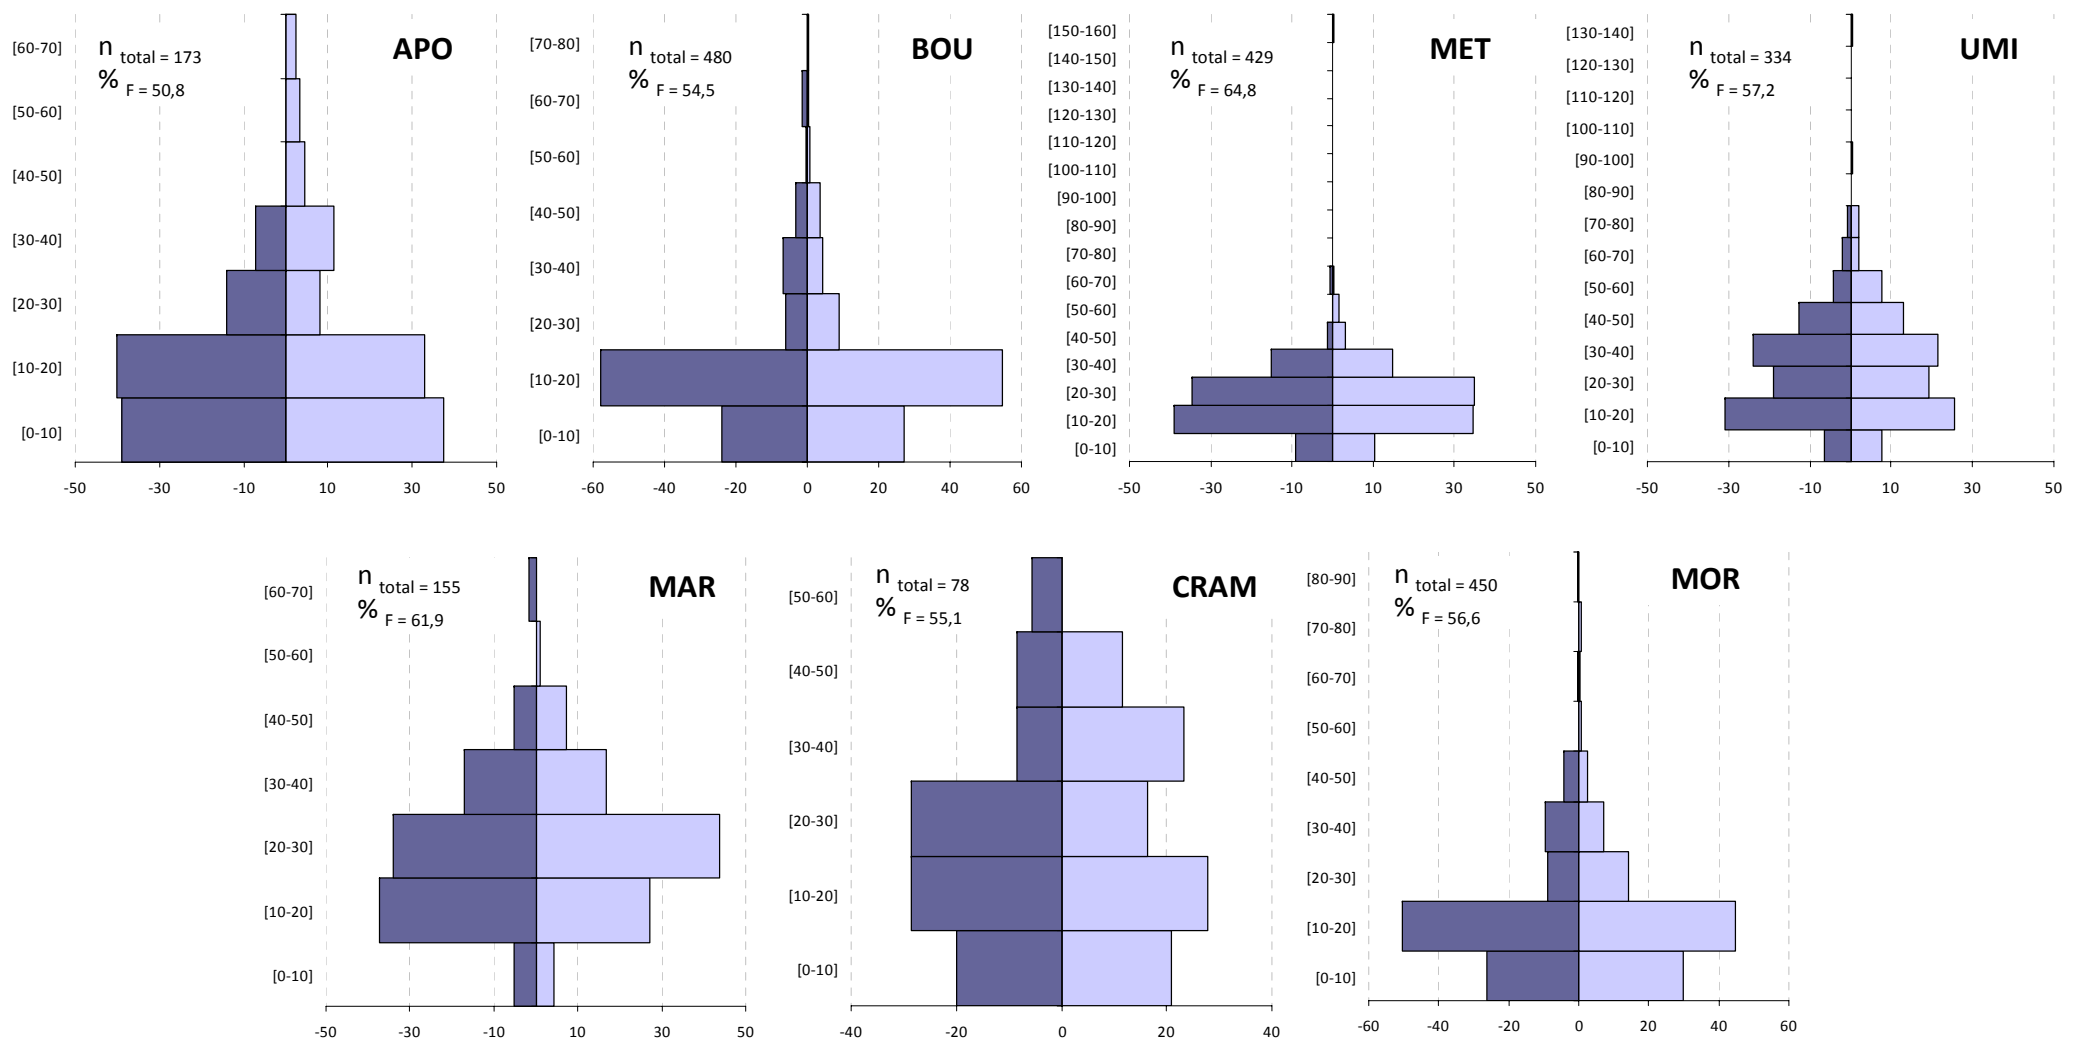 APO
n total = 173
% F = 50,8
[60-70]
[50-60]
[40-50]
[30-40]
[20-30]
[10-20]
[0-10]
-50 -30 -10 10 30 50
BOU
n total = 480
% F = 54,5
[70-80]
[60-70]
[50-60]
[40-50]
[30-40]
[20-30]
[10-20]
[0-10]
-60 -40 -20 0 20 40 60
MET
n total = 429
% F = 64,8
[150-160]
[140-150]
[130-140]
[120-130]
[110-120]
[100-110]
[90-100]
[80-90]
[70-80]
[60-70]
[50-60]
[40-50]
[30-40]
[20-30]
[10-20]
[0-10]
-50 -30 -10 10 30 50
UMI
n total = 334
% F = 57,2
[130-140]
[120-130]
[110-120]
[100-110]
[90-100]
[80-90]
[70-80]
[60-70]
[50-60]
[40-50]
[30-40]
[20-30]
[10-20]
[0-10]
-50 -30 -10 10 30 50
MAR
n total = 155
% F = 61,9
[60-70]
[50-60]
[40-50]
[30-40]
[20-30]
[10-20]
[0-10]
-50 -30 -10 10 30 50
CRAM
n total = 78
% F = 55,1
[50-60]
[40-50]
[30-40]
[20-30]
[10-20]
[0-10]
-40 -20 0 20 40
MOR
n total = 450
% F = 56,6
[80-90]
[70-80]
[60-70]
[50-60]
[40-50]
[30-40]
[20-30]
[10-20]
[0-10]
-60 -40 -20 0 20 40 60